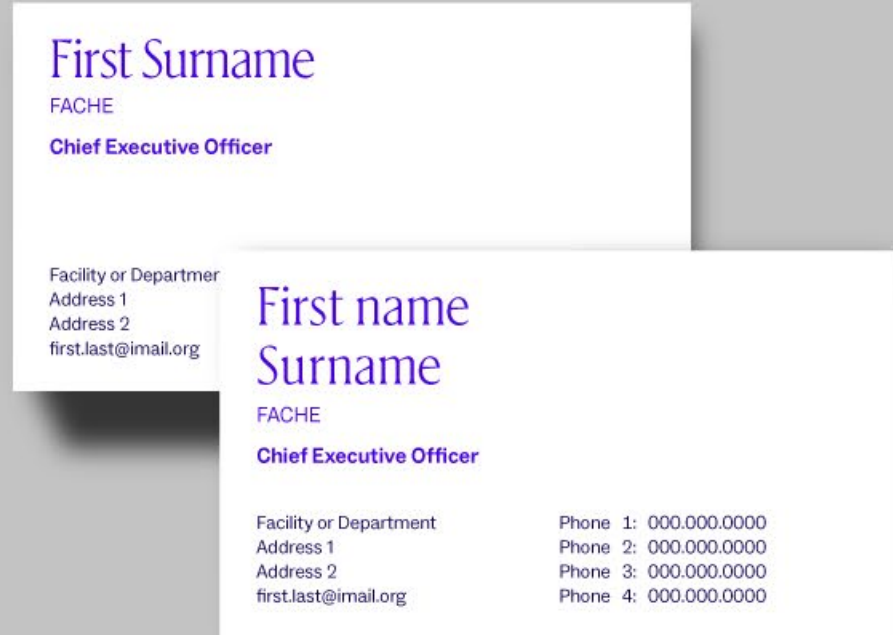 First Surname
FACHE
Chief Executive Officer
Facility or Departmen
Address 1
Address 2
first.last@imail.org
First name
Surname
FACHE
Chief Executive Officer
Facility or Department
Address 1
Address 2
first.last@imail.org
Phone 1: 000.000.0000
Phone 2: 000.000.0000
Phone 3: 000.000.0000
Phone 4: 000.000.0000